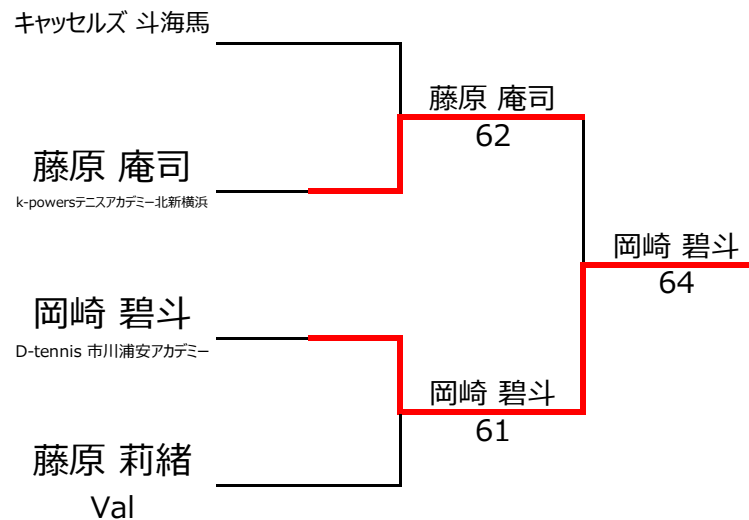 キャッセルズ 斗海馬
藤原 庵司
62
藤原 庵司
k-powersテニスアカデミー北新横浜
岡崎 碧斗
64
岡崎 碧斗
D-tennis 市川浦安アカデミー
岡崎 碧斗
61
藤原 莉緒
Val